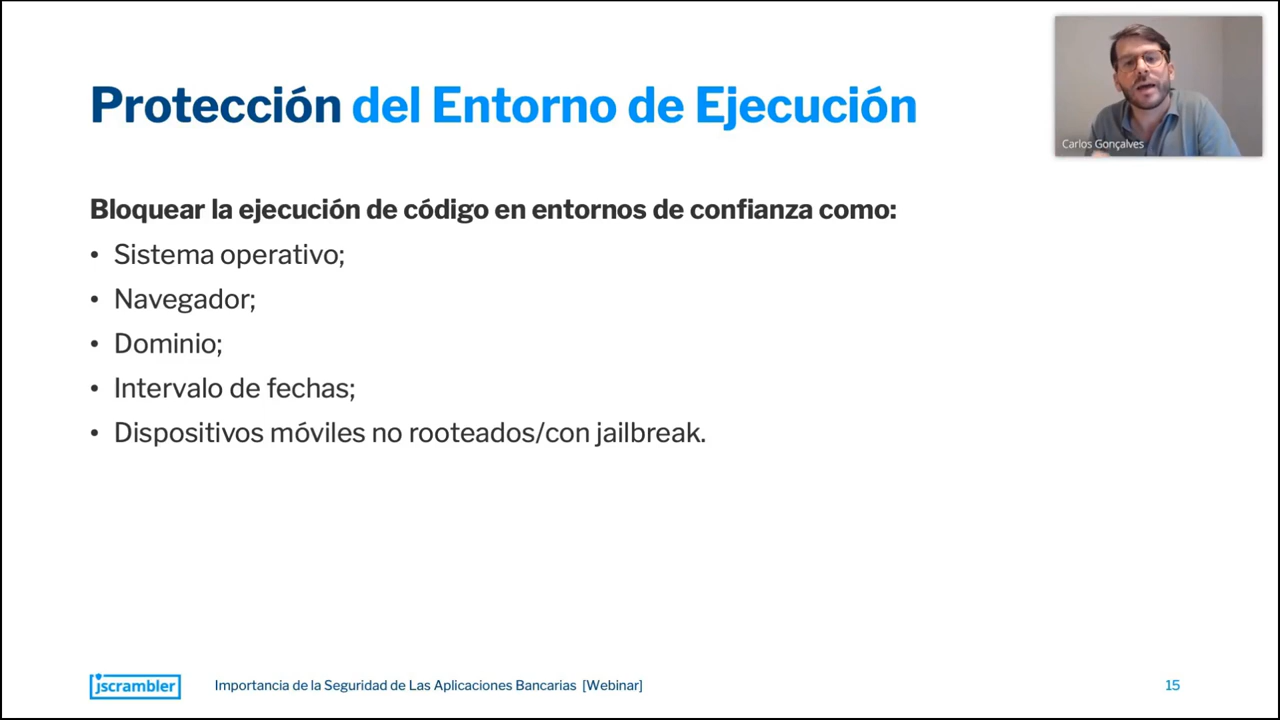 Protección del Entorno de Ejecución
Carlos Gonçalves
Bloquear la ejecución de código en entornos de confianza como:
• Sistema operativo;
• Navegador;
• Dominio;
• Intervalo de fechas;
• Dispositivos móviles no rooteados/con jailbreak.
jscrambler
Importancia de la Seguridad de Las Aplicaciones Bancarias [Webinar]
15